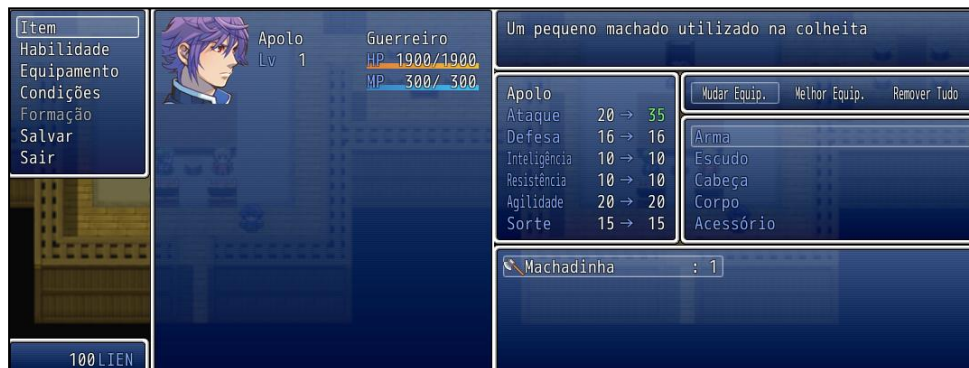 Item
Habilidade
Equipamento
Condições
Formação
Salvar
Sair
100 LIEN
Apolo Guerreiro
Lv 1 HP 1900/1900
MP 300/ 300
Um pequeno machado utilizado na colheita
Apolo
Ataque 20 → 35
Defesa 16 → 16
Inteligência 10 → 10
Resistência 10 → 10
Agilidade 20 → 20
Sorte 15 → 15
Mudar Equip. Melhor Equip. Remover Tudo
Arma
Escudo
Cabeça
Corpo
Acessório
Machadinha : 1